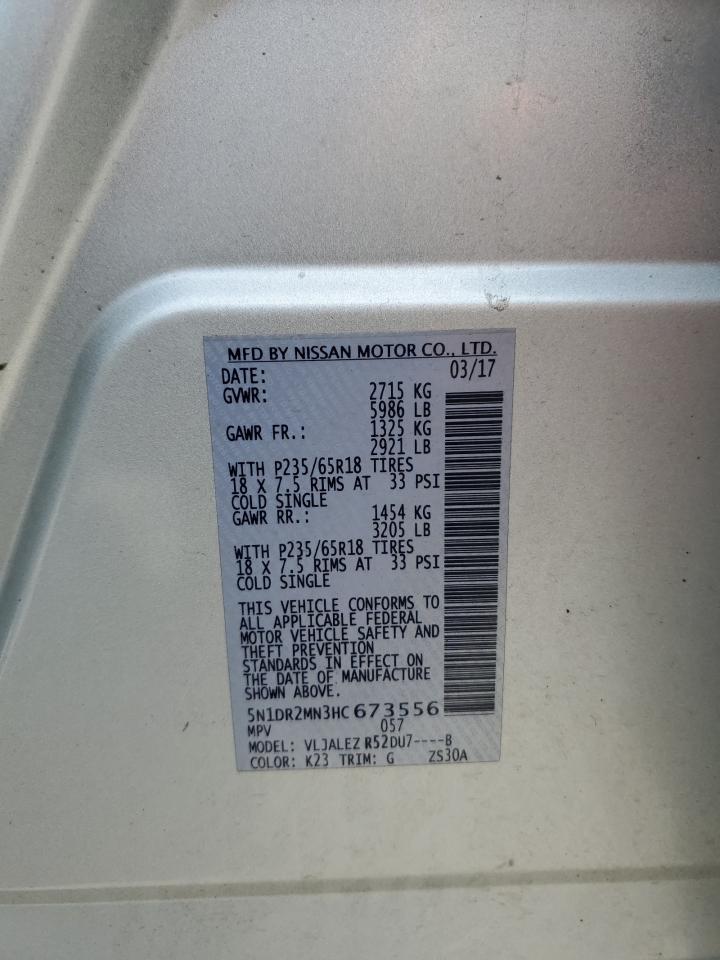 MFD BY NISSAN MOTOR CO., LTD.
DATE: 03/17
GVWR: 2715 KG
5986 LB
GAWR FR.: 1325 KG
2921 LB
WITH P235/65R18 TIRES
18 X 7.5 RIMS AT 33 PSI
COLD SINGLE
GAWR RR.: 1454 KG
3205 LB
WITH P235/65R18 TIRES
18 X 7.5 RIMS AT 33 PSI
COLD SINGLE
THIS VEHICLE CONFORMS TO
ALL APPLICABLE FEDERAL
MOTOR VEHICLE SAFETY AND
THEFT PREVENTION
STANDARDS IN EFFECT ON
THE DATE OF MANUFACTURE
SHOWN ABOVE.
5N1DR2MN3HC673556
MPV 057
MODEL: VLJALEZ R52DU7----B
COLOR: K23 TRIM: G ZS30A